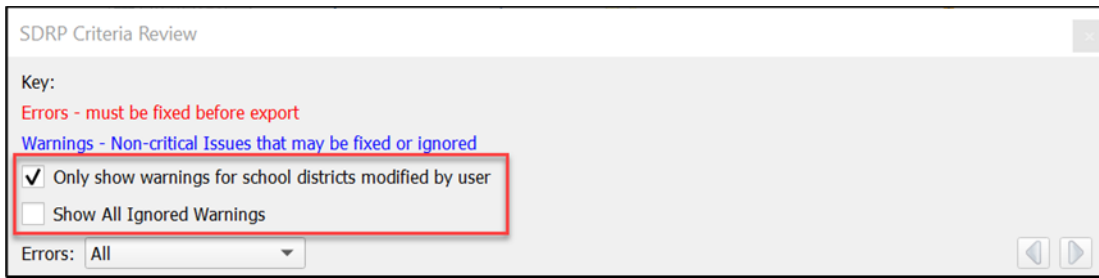 SDRP Criteria Review
Key:
Errors - must be fixed before export
Warnings - Non-critical Issues that may be fixed or ignored
Only show warnings for school districts modified by user
Show All Ignored Warnings
Errors: All